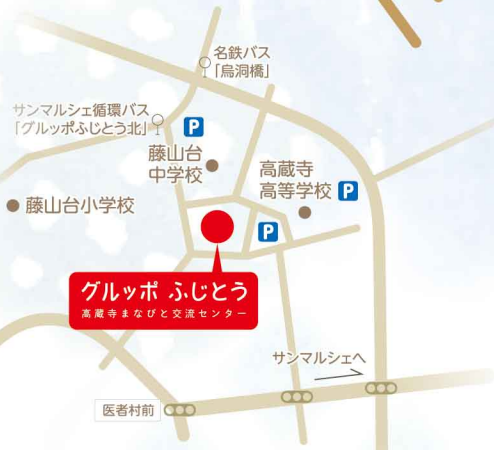 名鉄バス
「烏洞橋」
サンマルシェ循環バス
「グルッポふじとう北」
P
藤山台
中学校
高蔵寺
高等学校
P
藤山台小学校
P
グルッポ ふじとう
高蔵寺まなびと交流センター
サンマルシェへ
医者村前